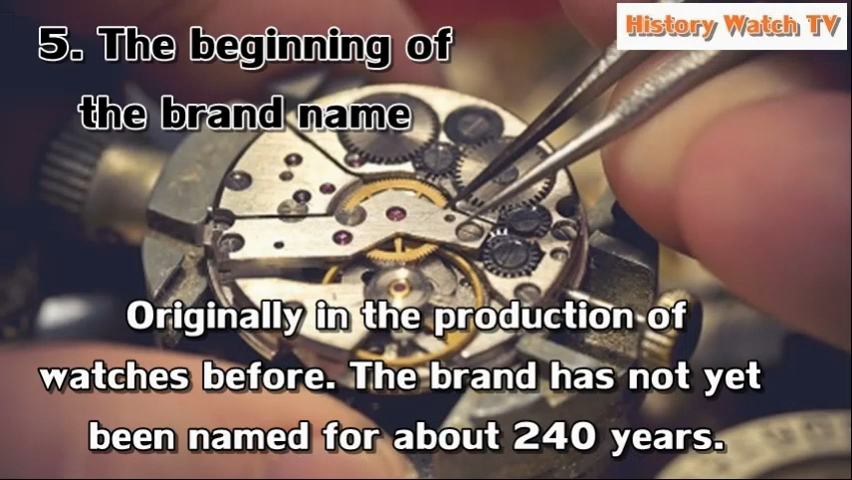 History Watch TV
5. The beginning of
the brand name
Originally in the production of
watches before. The brand has not yet
been named for about 240 years.